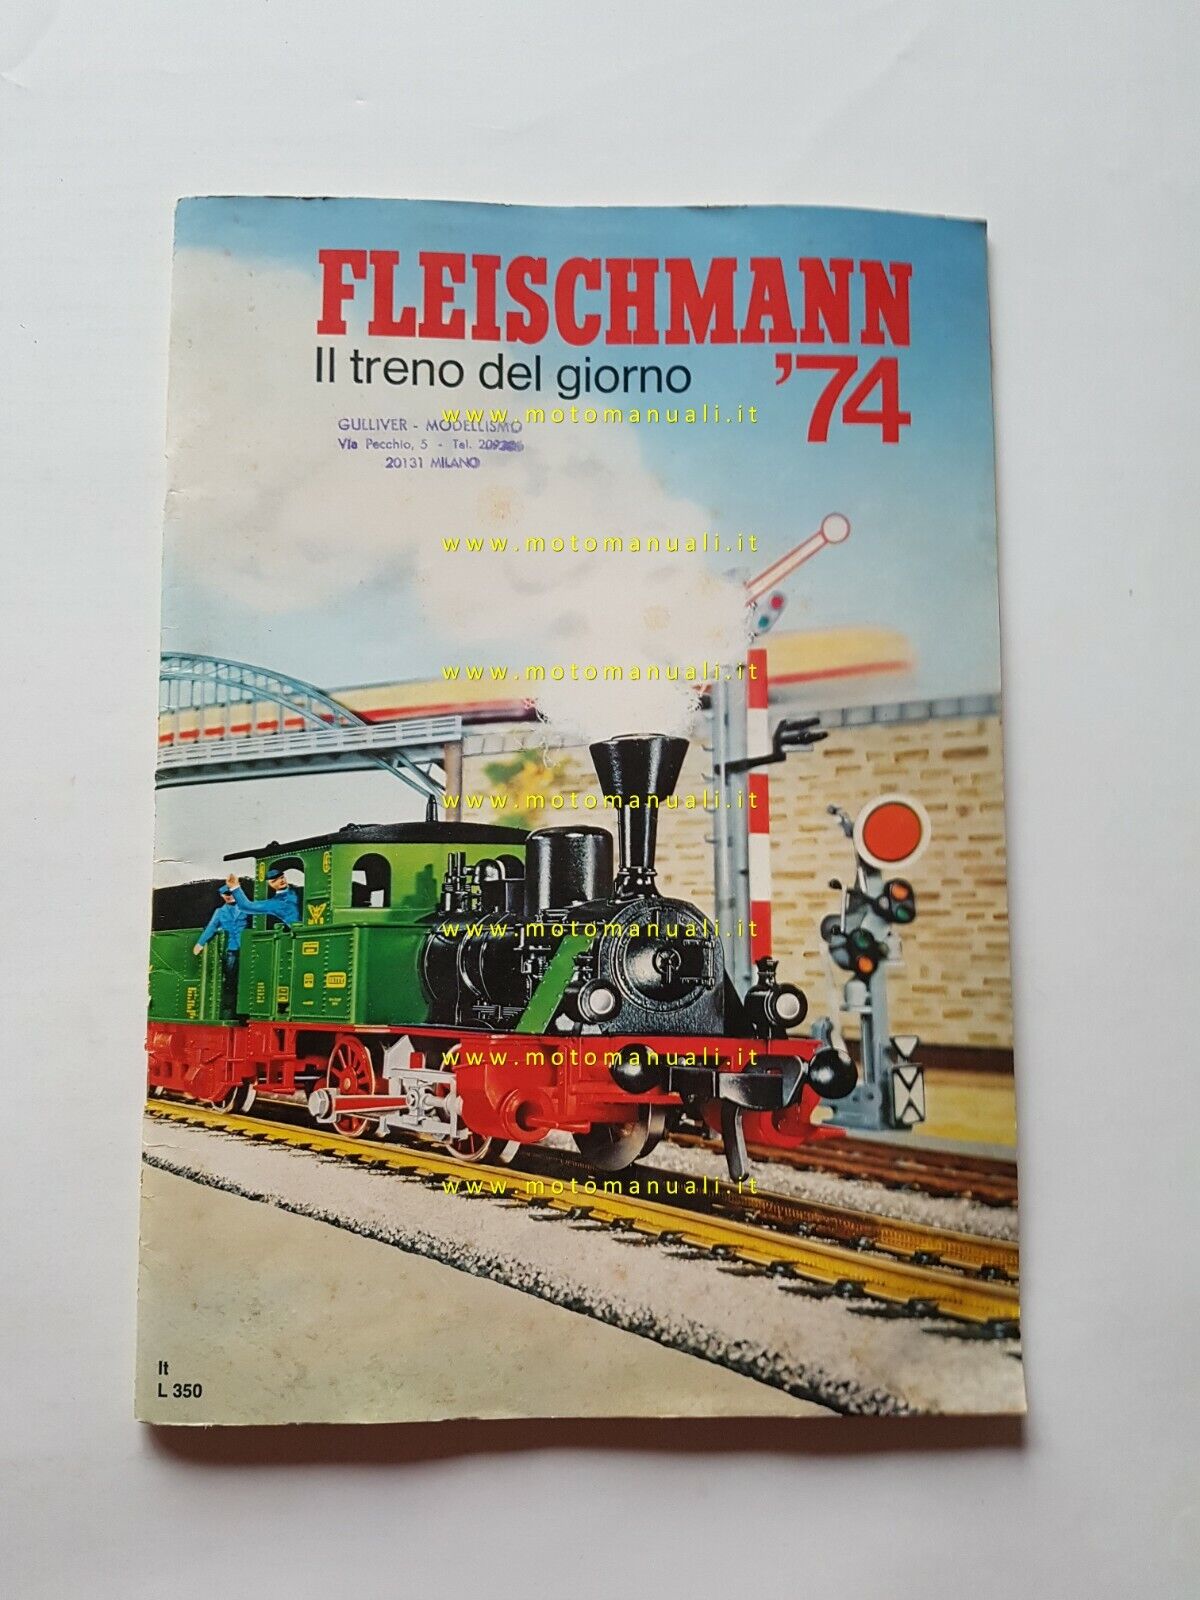 FLEISCHMANN
Il treno del giorno
'74
www.motomanuali.it
GULLIVER - MODELLISMO
Via Pecchio, 5 - Tel.
20131 MILANO
www.motomanuali.it
www.motomanuali.it
www.motomanuali.it
www.motomanuali.it
www.motomanuali.it
www.motomanuali.it
It
L 350